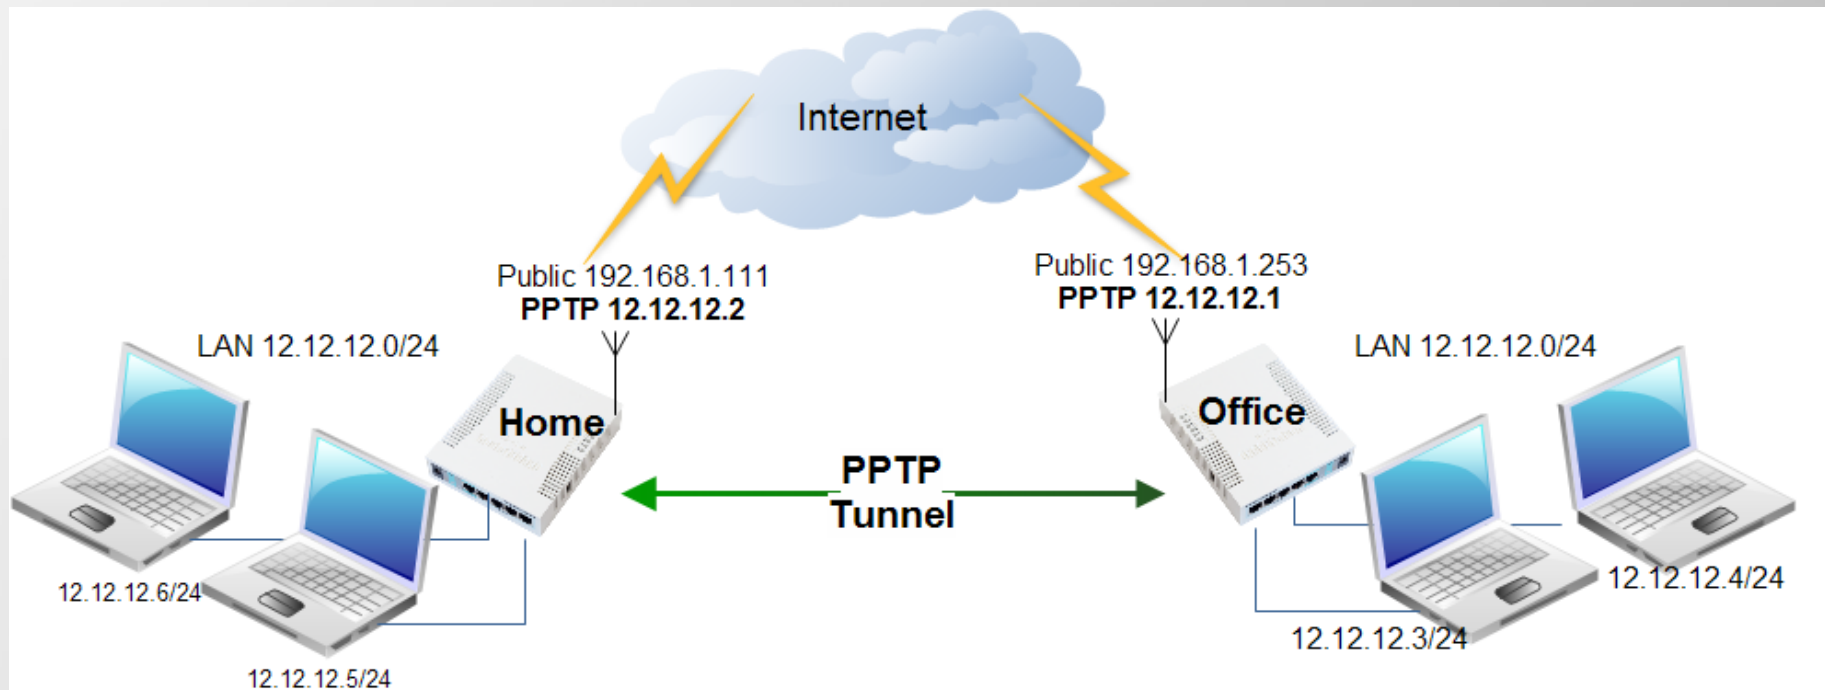 Internet
Public 192.168.1.111
PPTP 12.12.12.2
Public 192.168.1.253
PPTP 12.12.12.1
LAN 12.12.12.0/24
LAN 12.12.12.0/24
Home
Office
PPTP
Tunnel
12.12.12.6/24
12.12.12.5/24
12.12.12.4/24
12.12.12.3/24